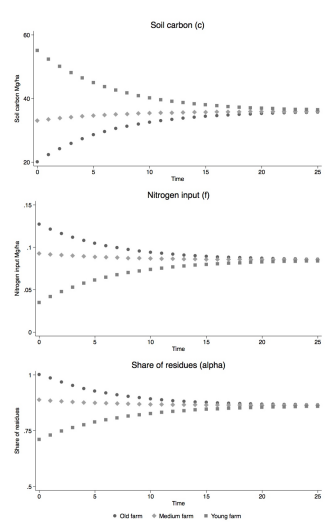 Soil carbon (c)
Soil carbon Mg/ha
60
40
20
0 5 10 15 20 25
Time
Nitrogen input (f)
Nitrogen input Mg/ha
.15
.1
.05
0
0 5 10 15 20 25
Time
Share of residues (alpha)
Share of residues
1
.75
.5
0 5 10 15 20 25
Time
Old farm Medium farm Young farm